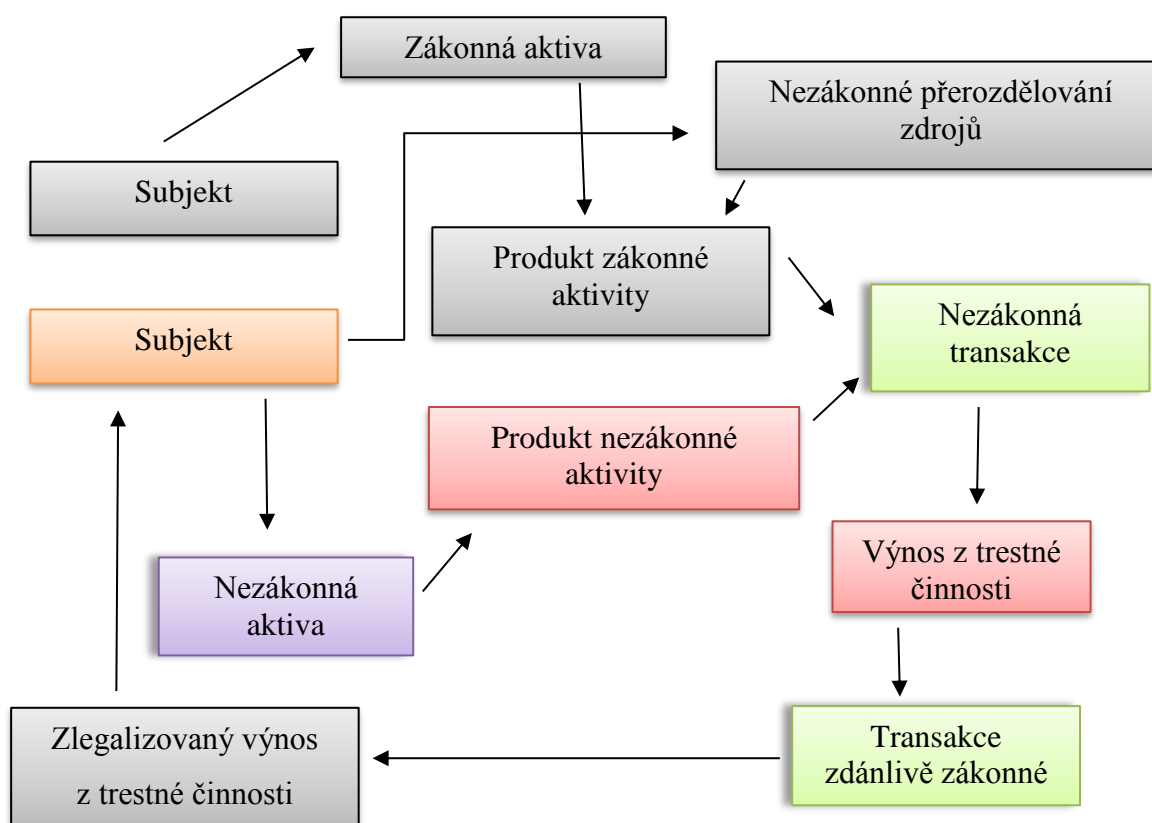 Zákonná aktiva
Nezákonné přerozdělování
zdrojů
Subjekt
Produkt zákonné
aktivity
Subjekt
Nezákonná
transakce
Produkt nezákonné
aktivity
Výnos z trestné
činnosti
Nezákonná
aktiva
Zlegalizovaný výnos
z trestné činnosti
Transakce
zdánlivě zákonné